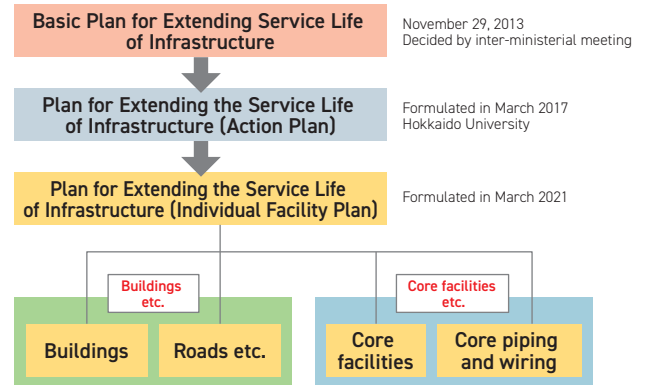 Basic Plan for Extending Service Life
of Infrastructure
November 29, 2013
Decided by inter-ministerial meeting
Plan for Extending the Service Life
of Infrastructure (Action Plan)
Formulated in March 2017
Hokkaido University
Plan for Extending the Service Life
of Infrastructure (Individual Facility Plan)
Formulated in March 2021
Buildings
etc.
Core facilities
etc.
Buildings
Roads etc.
Core
facilities
Core piping
and wiring